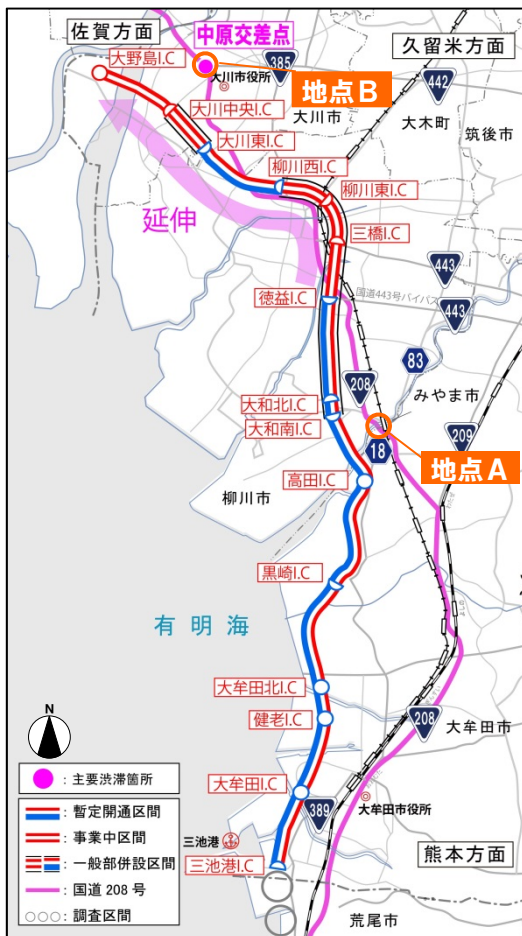 佐賀方面
中原交差点
久留米方面
大野島I.C
385
大川市役所
地点B
442
大川中央I.C
大川市
大木町
筑後市
大川東I.C
柳川西I.C
柳川東I.C
延伸
三橋I.C
443
徳益I.C
国道443号バイパス
443
83
208
みやま市
大和北I.C
大和南I.C
18
209
地点A
高田I.C
柳川市
黒崎I.C
有明海
大牟田北I.C
健老I.C
208
大牟田市
N
大牟田I.C
389
大牟田市役所
：主要渋滞箇所
：暫定開通区間
：事業中区間
：一般部併設区間
：国道208号
：調査区間
三池港
三池港I.C
熊本方面
荒尾市